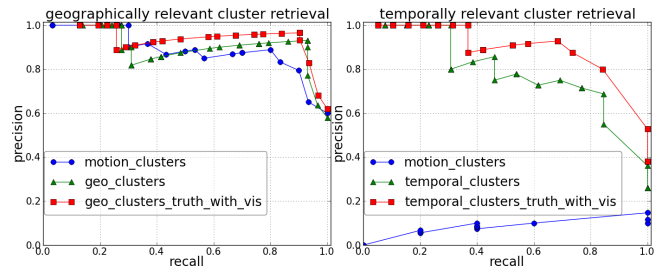 geographically relevant cluster retrieval
1.0
0.8
0.6
0.4
0.2
0.0
precision
motion_clusters
geo_clusters
geo_clusters_truth_with_vis
0.0 0.2 0.4 0.6 0.8 1.0
recall
temporally relevant cluster retrieval
1.0
0.8
0.6
0.4
0.2
0.0
precision
motion_clusters
temporal_clusters
temporal_clusters_truth_with_vis
0.0 0.2 0.4 0.6 0.8 1.0
recall